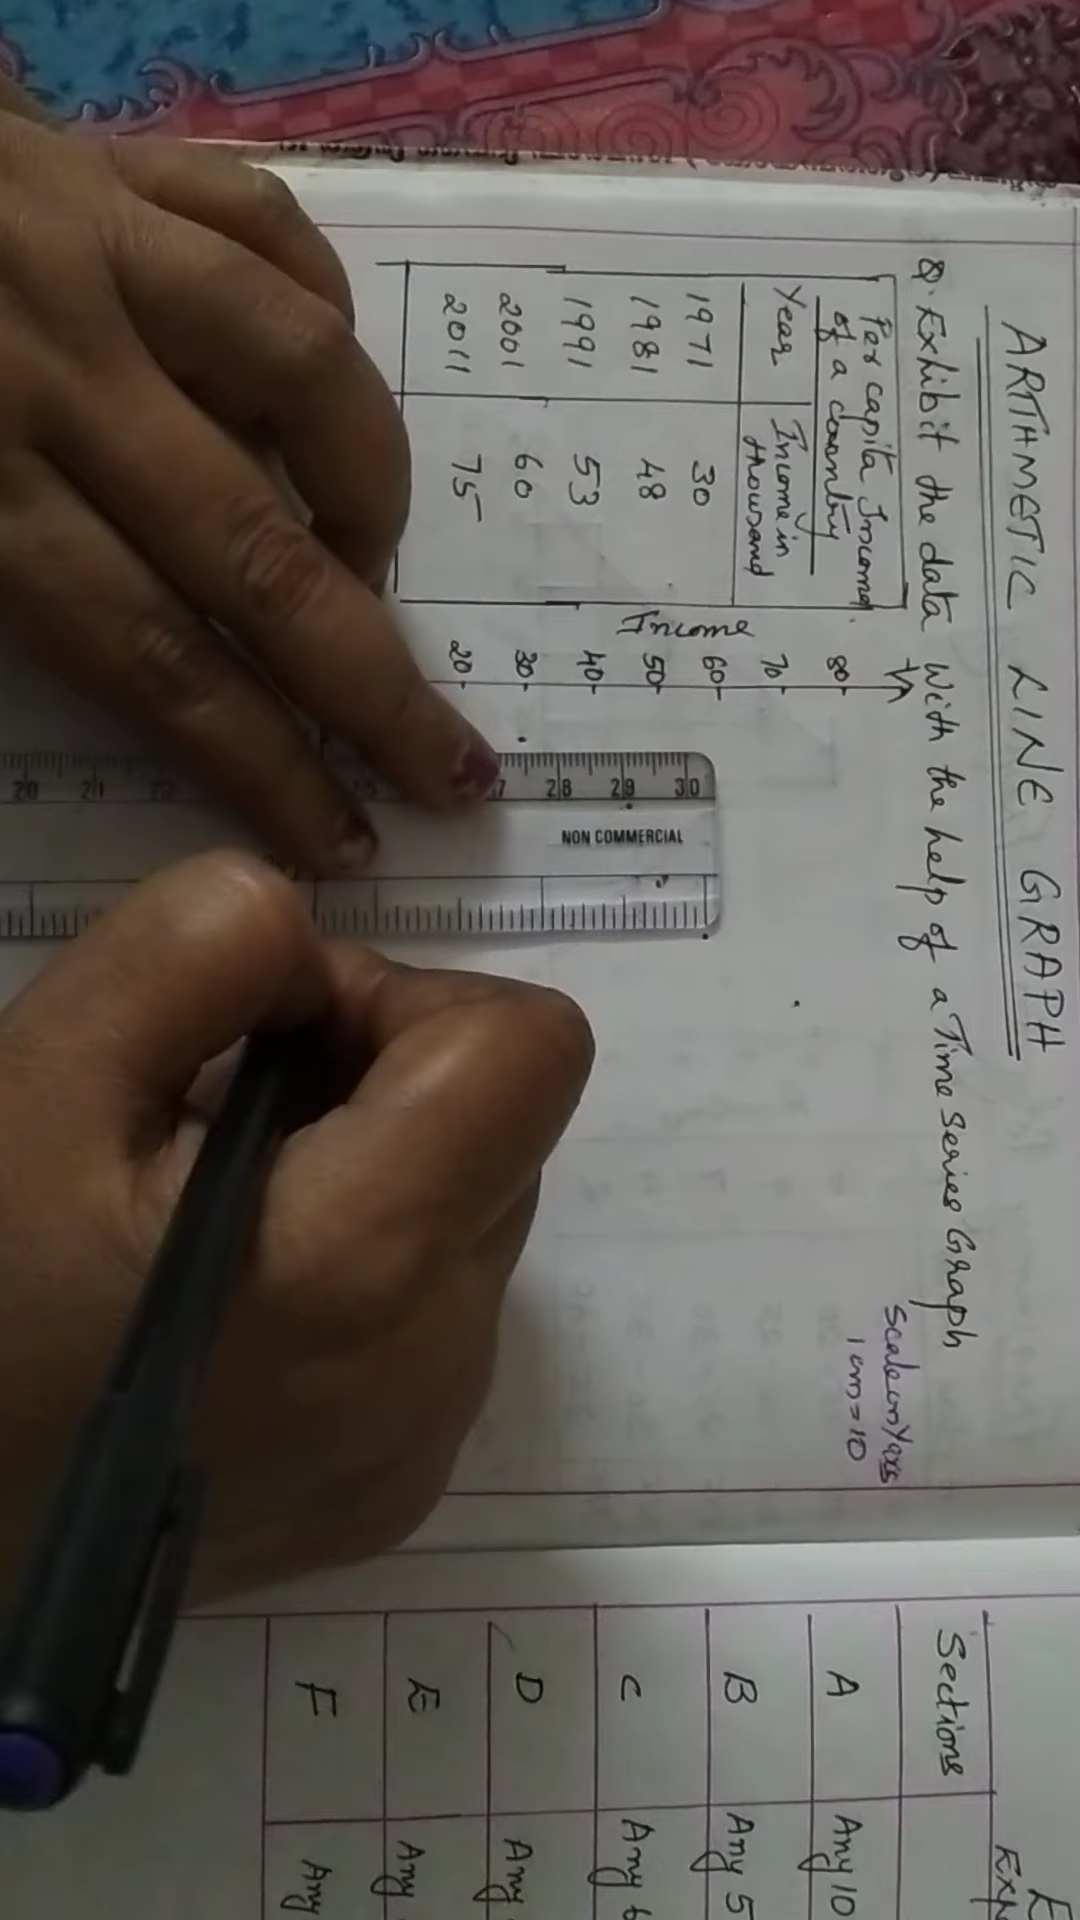 ARITHMETIC LINE GRAPH
Q. Exhibit the data With the help of a Time Series Graph
Per capita Income
of a country
Year Income in
thousand
1971 30
1981 48
1991 53
2001 60
2011 75
Income
80
70
60
50
40
30
20
Scale on Y axis
1 cm = 10
20 21 28 29 30
NON COMMERCIAL
Sections
A Any 10
B Any 5
C Any 6
D Any
E Any
F Any